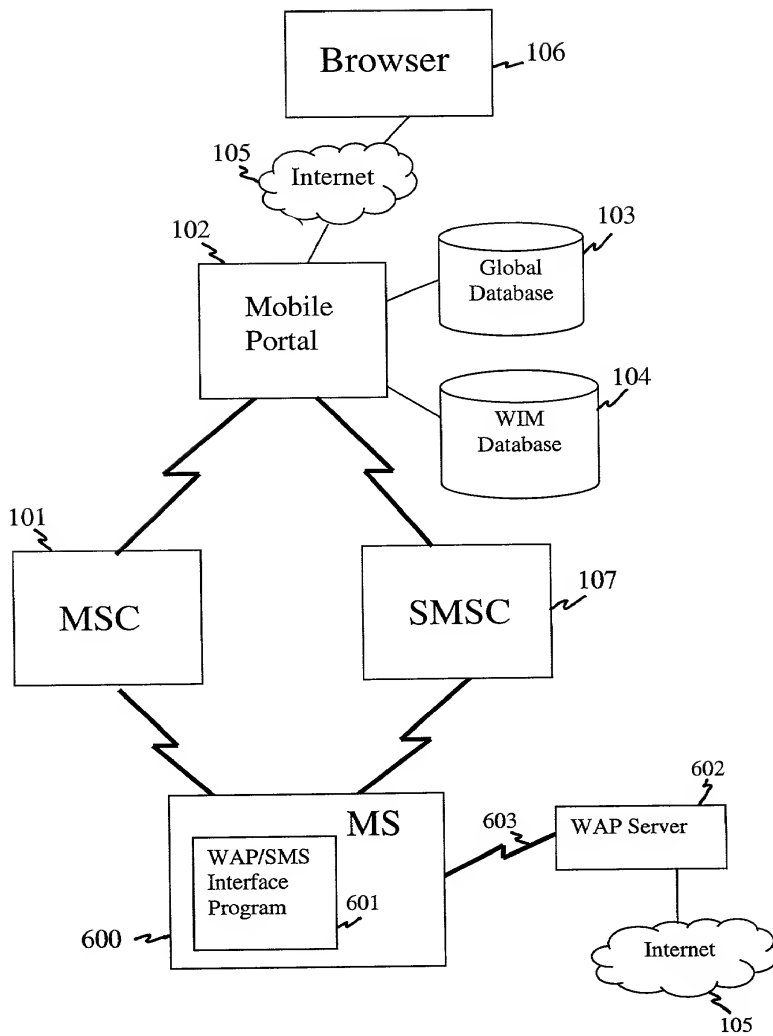 Browser
106
105
Internet
102
103
Global
Database
Mobile
Portal
104
WIM
Database
101
MSC
SMSC
107
MS
602
603
WAP Server
WAP/SMS
Interface
Program
601
600
Internet
105